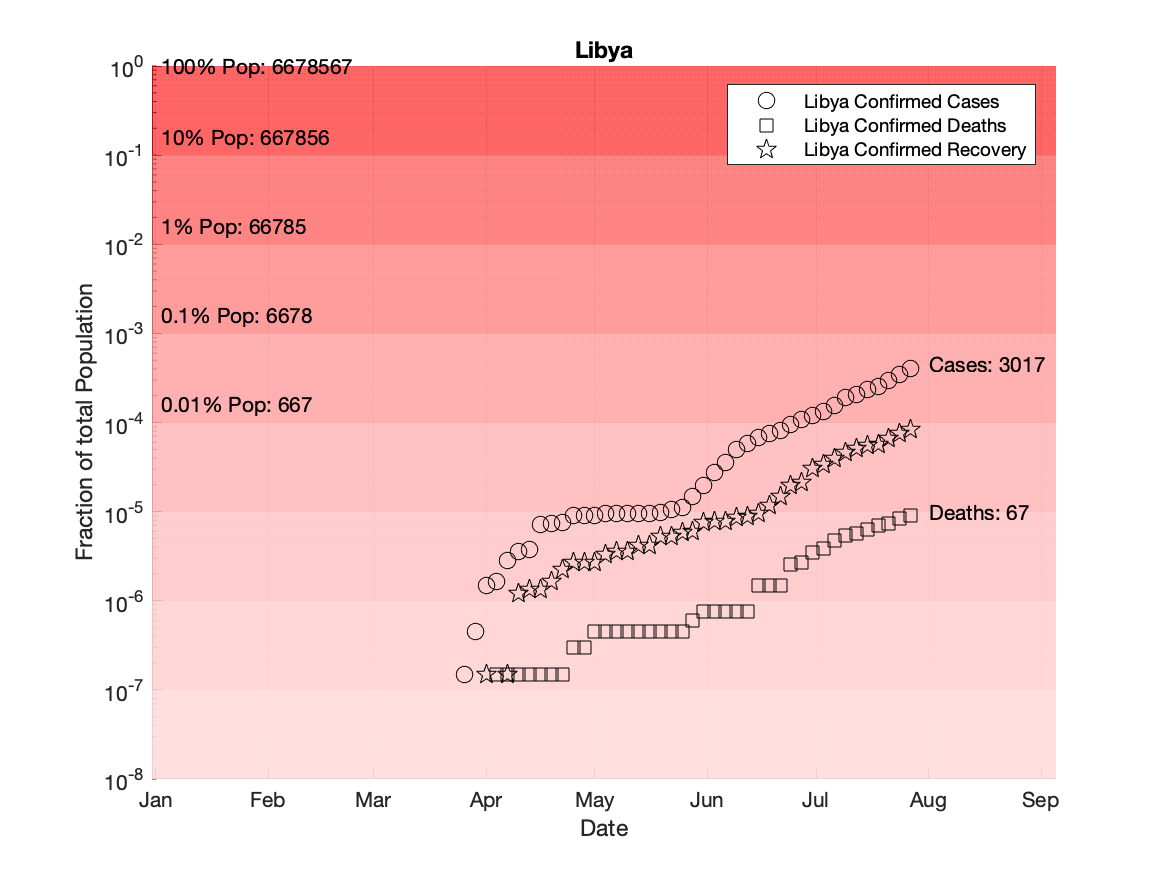 Libya
10^0
10^-1
10^-2
10^-3
10^-4
10^-5
10^-6
10^-7
10^-8
Fraction of total Population
100% Pop: 6678567
10% Pop: 667856
1% Pop: 66785
0.1% Pop: 6678
0.01% Pop: 667
Libya Confirmed Cases
Libya Confirmed Deaths
Libya Confirmed Recovery
Cases: 3017
Deaths: 67
Jan Feb Mar Apr May Jun Jul Aug Sep
Date